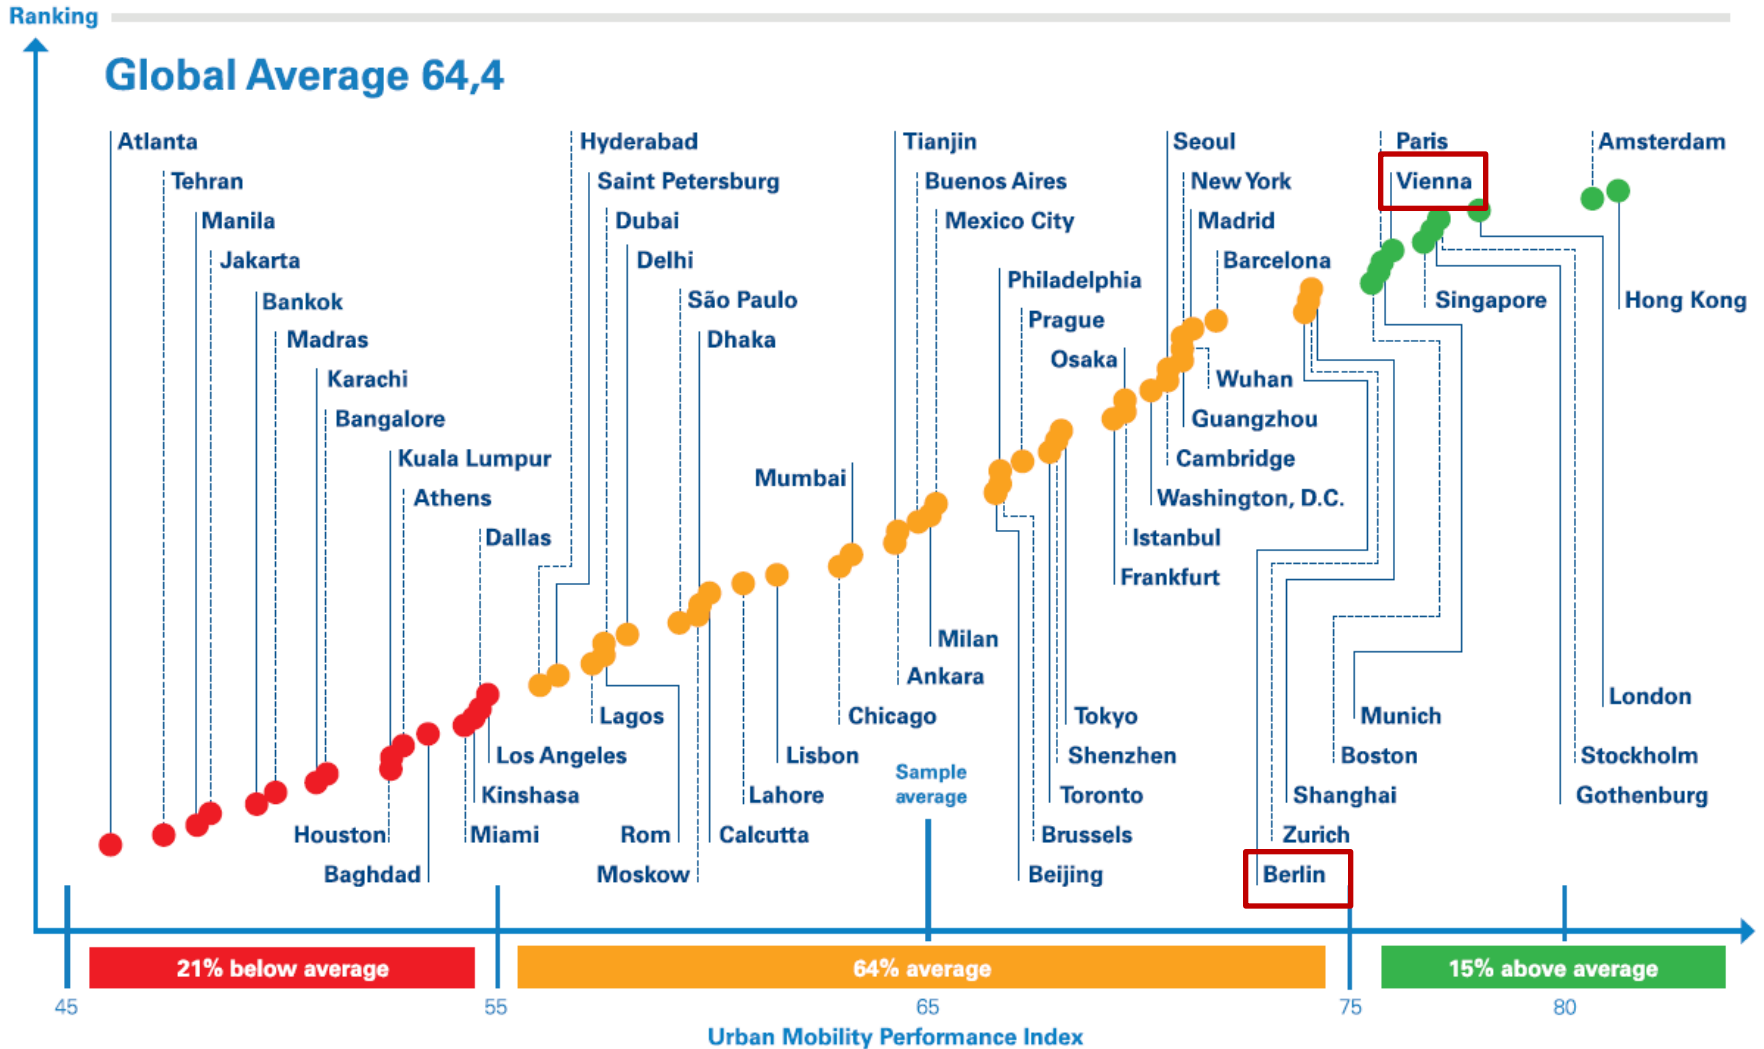 Ranking
Global Average 64,4
Atlanta
Hyderabad
Tianjin
Seoul
Paris
Amsterdam
Tehran
Saint Petersburg
Buenos Aires
New York
Vienna
Manila
Dubai
Mexico City
Madrid
Jakarta
Delhi
Barcelona
Philadelphia
Bankok
São Paulo
Singapore
Hong Kong
Prague
Madras
Dhaka
Osaka
Karachi
Wuhan
Bangalore
Guangzhou
Kuala Lumpur
Cambridge
Mumbai
Athens
Washington, D.C.
Dallas
Istanbul
Frankfurt
Milan
Ankara
London
Lagos
Chicago
Tokyo
Munich
Los Angeles
Lisbon
Shenzhen
Boston
Stockholm
Sample
average
Kinshasa
Lahore
Toronto
Shanghai
Gothenburg
Houston
Miami
Rom
Calcutta
Brussels
Zurich
Baghdad
Moskow
Beijing
Berlin
21% below average
64% average
15% above average
45
55
65
75
80
Urban Mobility Performance Index